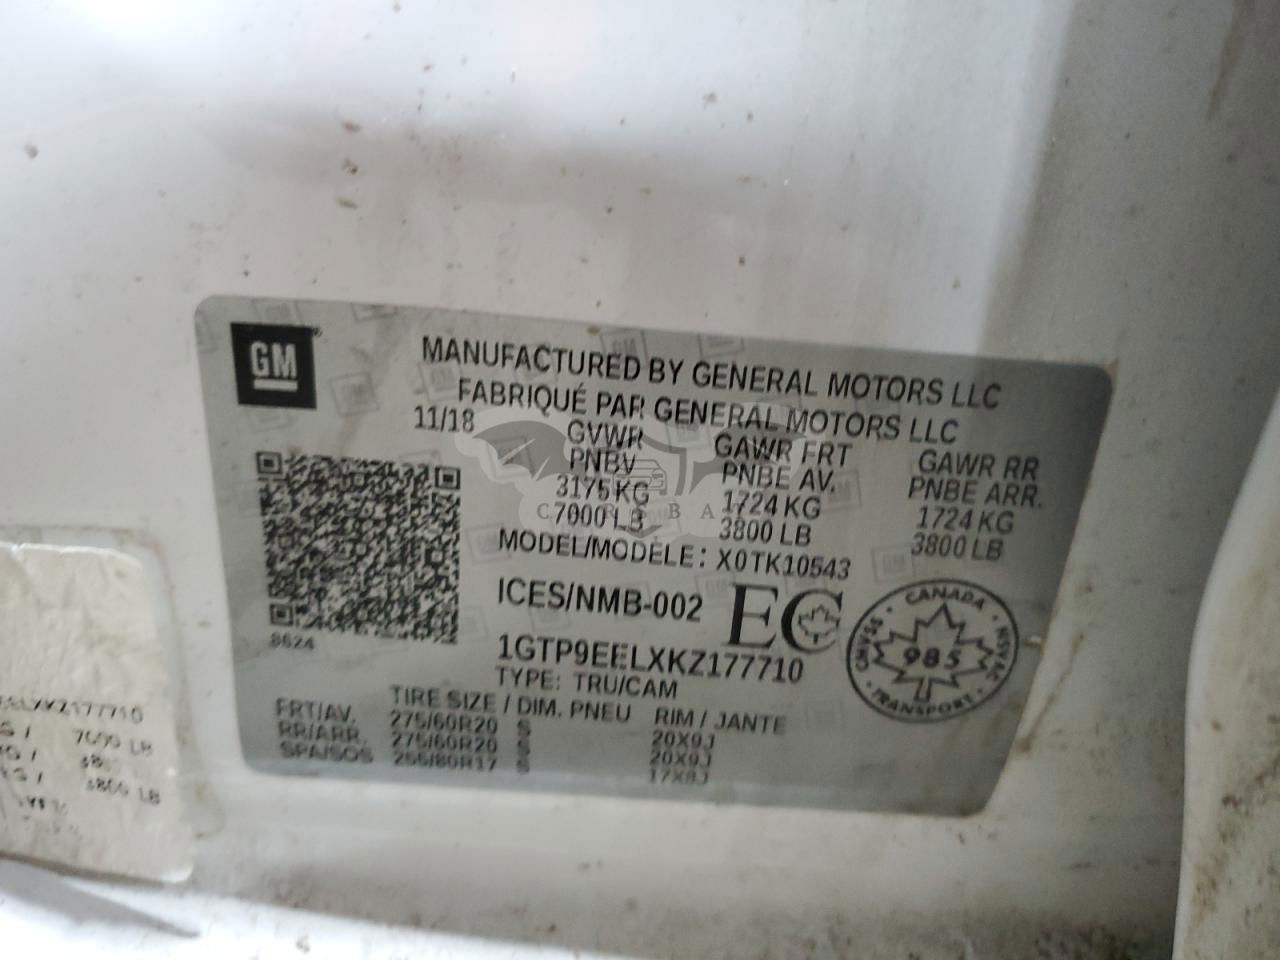 GM
MANUFACTURED BY GENERAL MOTORS LLC
FABRIQUÉ PAR GENERAL MOTORS LLC
11/18
GVWR GAWR FRT GAWR RR
PNBV PNBE AV. PNBE ARR.
3175 KG 1724 KG 1724 KG
7000 LB 3800 LB 3800 LB
MODEL/MODÈLE: X0TK10543
ICES/NMB-002 EC
8624
1GTP9EELXKZ177710
TYPE: TRU/CAM
TIRE SIZE / DIM. PNEU RIM / JANTE
FRT/AV. 275/60R20 S 20X9J
RR/ARR. 275/60R20 S 20X9J
SPA/SOS 255/80R17 S 17X8J
CANADA
NSVAC
TRANSPORT
SSAMC
985
ELXKZ177710
7000 LB
3800 LB